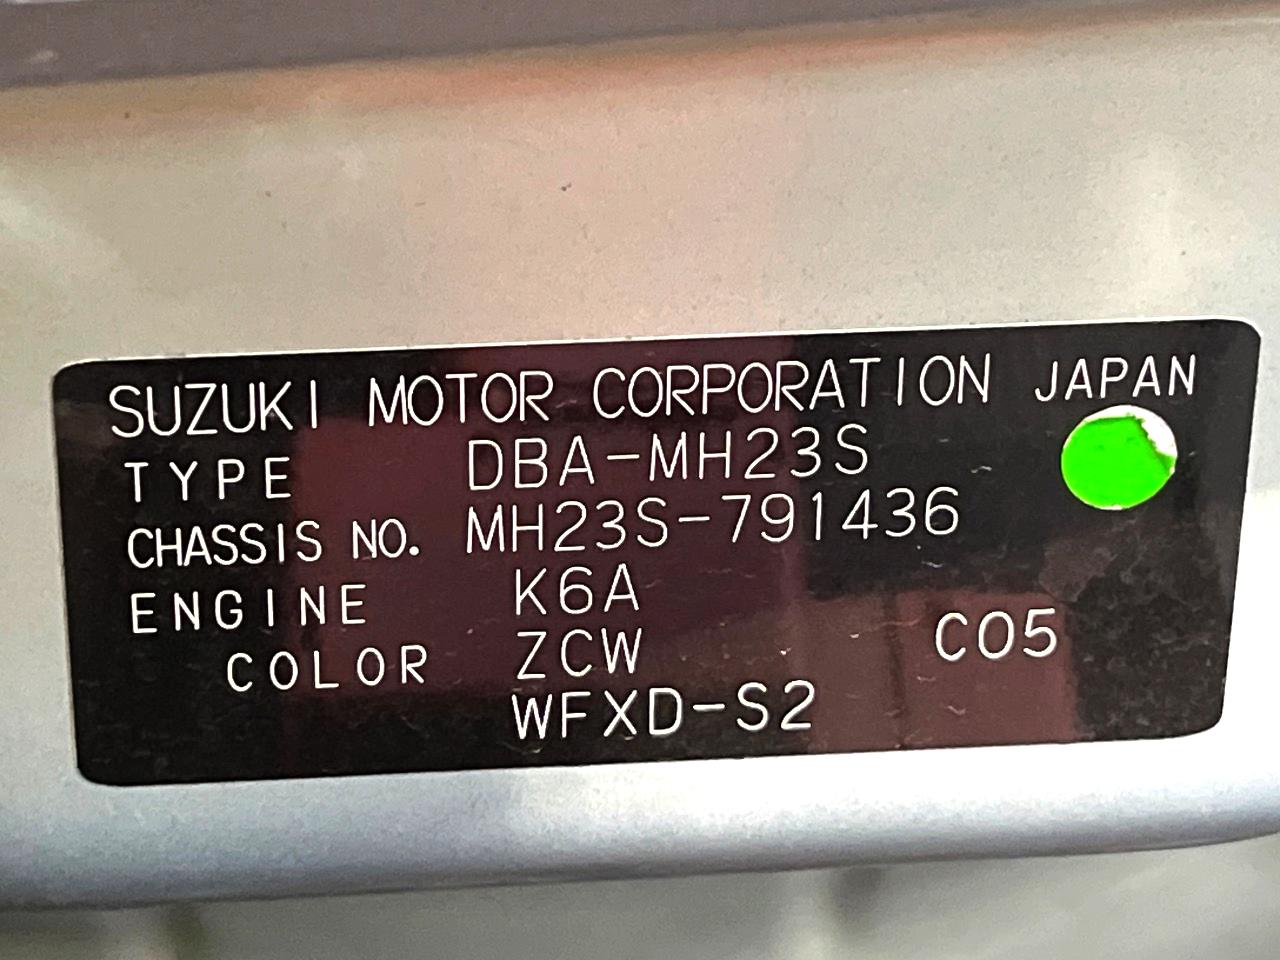 SUZUKI MOTOR CORPORATION JAPAN
TYPE DBA-MH23S
CHASSIS NO. MH23S-791436
ENGINE K6A
COLOR ZCW C05
WFXD-S2